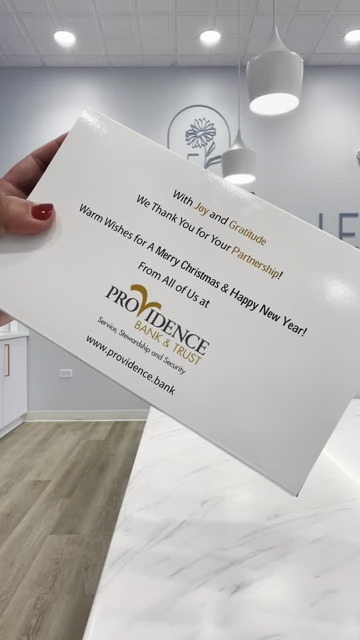 With Joy and Gratitude
We Thank You for Your Partnership!
Warm Wishes for A Merry Christmas & Happy New Year!
From All of Us at
PROVIDENCE
BANK & TRUST
Service, Stewardship and Security
www.providence.bank